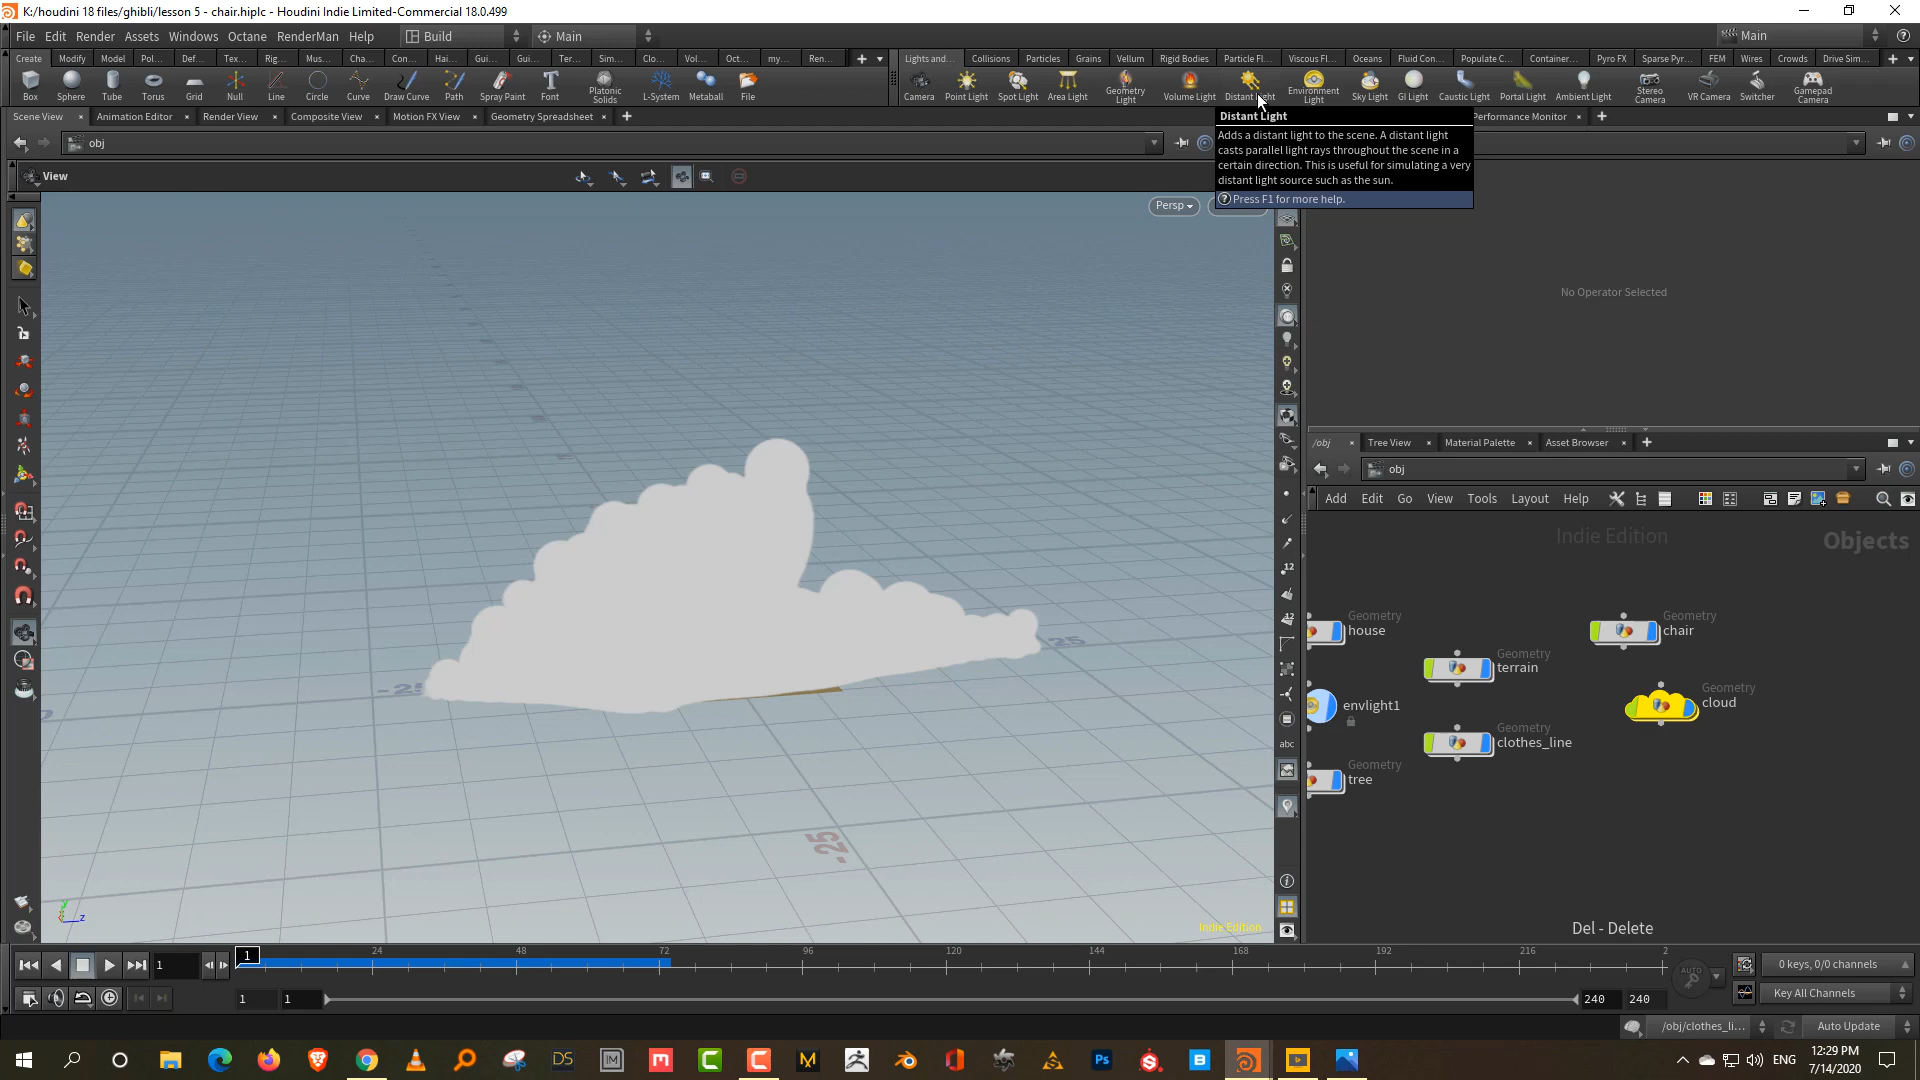 K:/houdini 18 files/ghibli/lesson 5 - chair.hiplc - Houdini Indie Limited-Commercial 18.0.499
File Edit Render Assets Windows Octane RenderMan Help Build Main Main
Create Modify Model Pol... Def... Tex... Rig... Mus... Cha... Con... Hai... Gui... Gui... Ter... Sim... Clo... Vol... Oct... my... Ren...
Lights and... Collisions Particles Grains Vellum Rigid Bodies Particle Fl... Viscous Fl... Oceans Fluid Con... Populate C... Container... Pyro FX Sparse Pyr... FEM Wires Crowds Drive Sim...
Box Sphere Tube Torus Grid Null Line Circle Curve Draw Curve Path Spray Paint Font Platonic Solids L-System Metaball File
Camera Point Light Spot Light Area Light Geometry Light Volume Light Distant Light Environment Light Sky Light GI Light Caustic Light Portal Light Ambient Light Stereo Camera VR Camera Switcher Gamepad Camera
Scene View Animation Editor Render View Composite View Motion FX View Geometry Spreadsheet
Performance Monitor
Distant Light
Adds a distant light to the scene. A distant light
casts parallel light rays throughout the scene in a
certain direction. This is useful for simulating a very
distant light source such as the sun.
Press F1 for more help.
obj
View
Persp
No Operator Selected
/obj Tree View Material Palette Asset Browser
obj
Add Edit Go View Tools Layout Help
Indie Edition
Objects
Geometry
house
Geometry
chair
Geometry
terrain
envlight1
Geometry
cloud
Geometry
clothes_line
Geometry
tree
Del - Delete
25
-25
12
12
abc
y
z
Indie Edition
1 24 48 72 96 120 144 168 192 216 2
1
1 1 240 240
AUTO
0 keys, 0/0 channels
Key All Channels
/obj/clothes_li... Auto Update
DS
ENG
12:29 PM
7/14/2020